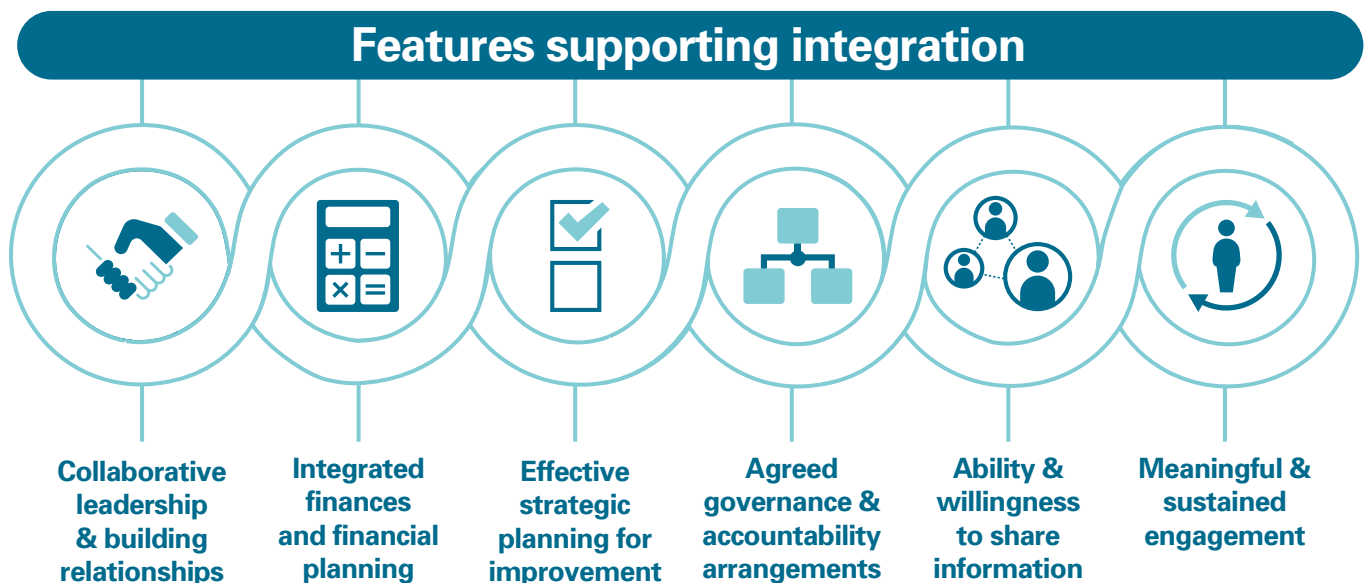 Features supporting integration
Collaborative
leadership
& building
relationships
Integrated
finances
and financial
planning
Effective
strategic
planning for
improvement
Agreed
governance &
accountability
arrangements
Ability &
willingness
to share
information
Meaningful &
sustained
engagement